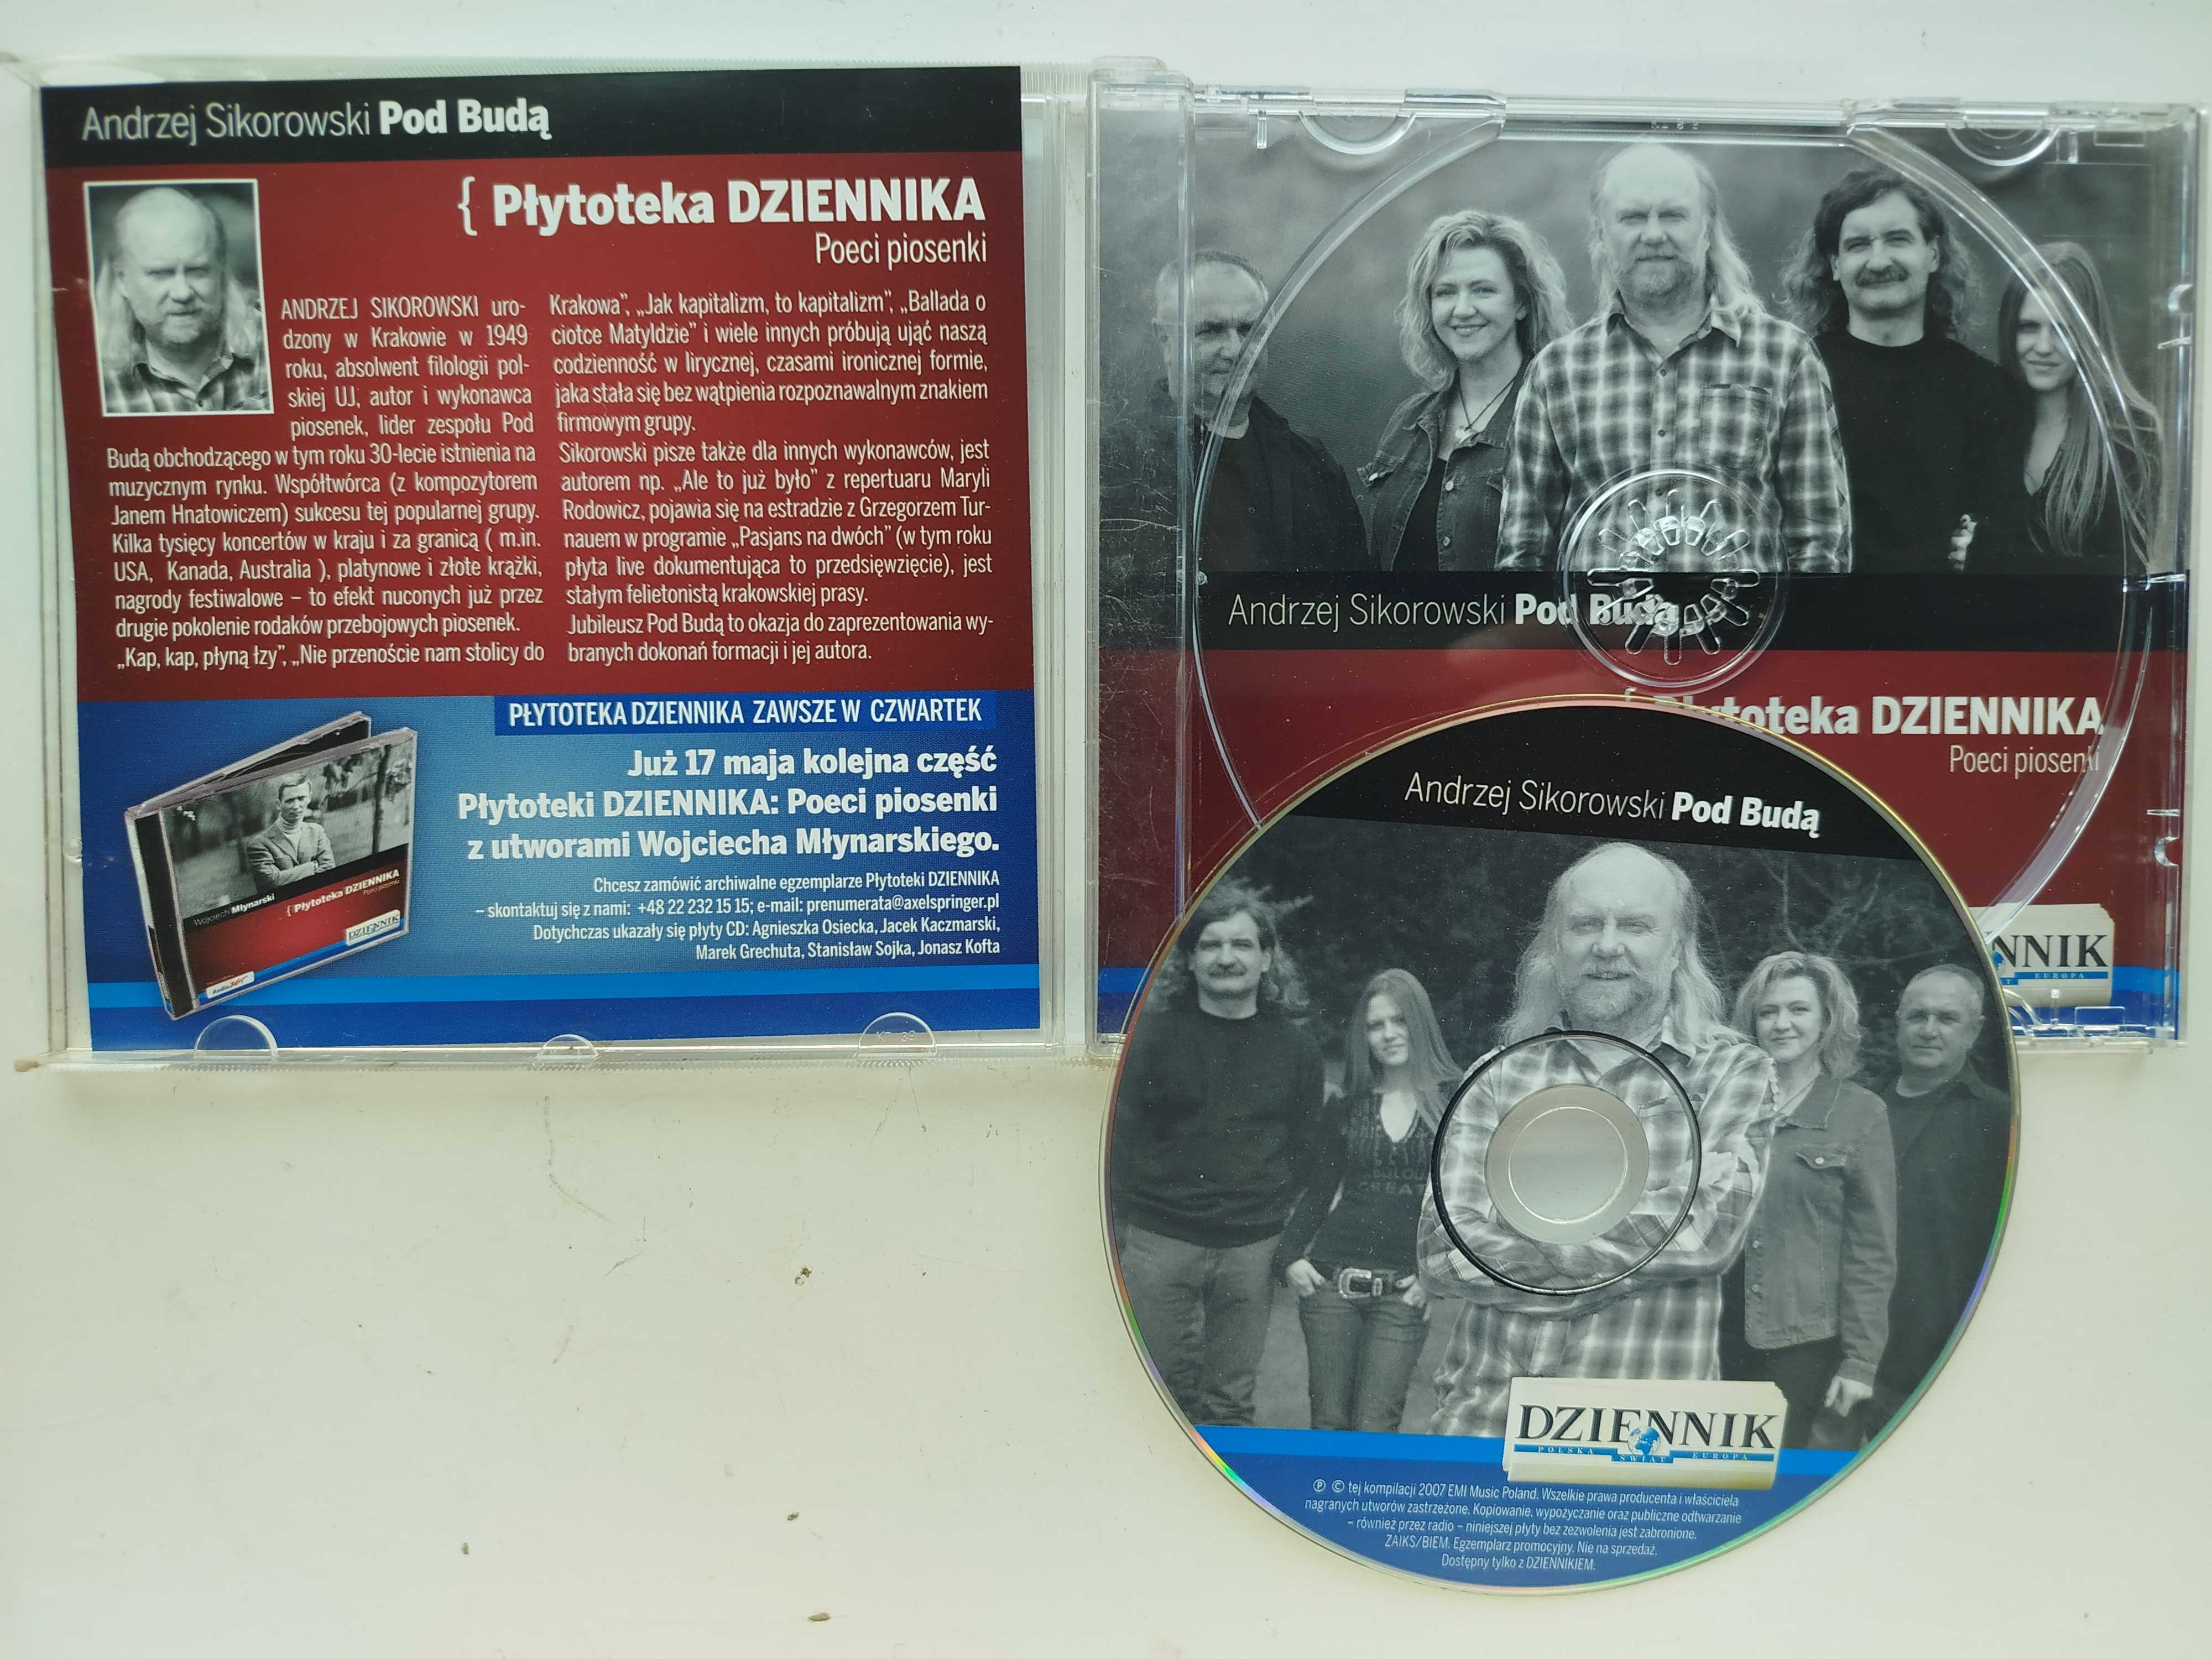 Andrzej Sikorowski Pod Budą
{ Płytoteka DZIENNIKA
Poeci piosenki
ANDRZEJ SIKOROWSKI uro-
dzony w Krakowie w 1949
roku, absolwent filologii pol-
skiej UJ, autor i wykonawca
piosenek, lider zespołu Pod
Budą obchodzącego w tym roku 30-lecie istnienia na
muzycznym rynku. Współtwórca (z kompozytorem
Janem Hnatowiczem) sukcesu tej popularnej grupy.
Kilka tysięcy koncertów w kraju i za granicą ( m.in.
USA, Kanada, Australia ), platynowe i złote krążki,
nagrody festiwalowe – to efekt nuconych już przez
drugie pokolenie rodaków przebojowych piosenek.
„Kap, kap, płyną łzy”, „Nie przenoście nam stolicy do
Krakowa”, „Jak kapitalizm, to kapitalizm”, „Ballada o
ciotce Matyldzie” i wiele innych próbują ująć naszą
codzienność w lirycznej, czasami ironicznej formie,
jaka stała się bez wątpienia rozpoznawalnym znakiem
firmowym grupy.
Sikorowski pisze także dla innych wykonawców, jest
autorem np. „Ale to już było” z repertuaru Maryli
Rodowicz, pojawia się na estradzie z Grzegorzem Tur-
nauem w programie „Pasjans na dwóch” (w tym roku
płyta live dokumentująca to przedsięwzięcie), jest
stałym felietonistą krakowskiej prasy.
Jubileusz Pod Budą to okazja do zaprezentowania wy-
branych dokonań formacji i jej autora.
PŁYTOTEKA DZIENNIKA ZAWSZE W CZWARTEK
Już 17 maja kolejna część
Płytoteki DZIENNIKA: Poeci piosenki
z utworami Wojciecha Młynarskiego.
Chcesz zamówić archiwalne egzemplarze Płytoteki DZIENNIKA
– skontaktuj się z nami: +48 22 232 15 15; e-mail: prenumerata@axelspringer.pl
Dotychczas ukazały się płyty CD: Agnieszka Osiecka, Jacek Kaczmarski,
Marek Grechuta, Stanisław Sojka, Jonasz Kofta
Wojciech Młynarski
{ Płytoteka DZIENNIKA
Poeci piosenki
DZIENNIK
Andrzej Sikorowski Pod Budą
{ Płytoteka DZIENNIKA
Poeci piosenki
NNIK
EUROPA
Andrzej Sikorowski Pod Budą
DZIENNIK
POLSKA ŚWIAT EUROPA
℗ © tej kompilacji 2007 EMI Music Poland. Wszelkie prawa producenta i właściciela
nagranych utworów zastrzeżone. Kopiowanie, wypożyczanie oraz publiczne odtwarzanie
– również przez radio – niniejszej płyty bez zezwolenia jest zabronione.
ZAIKS/BIEM. Egzemplarz promocyjny. Nie na sprzedaż.
Dostępny tylko z DZIENNIKIEM.